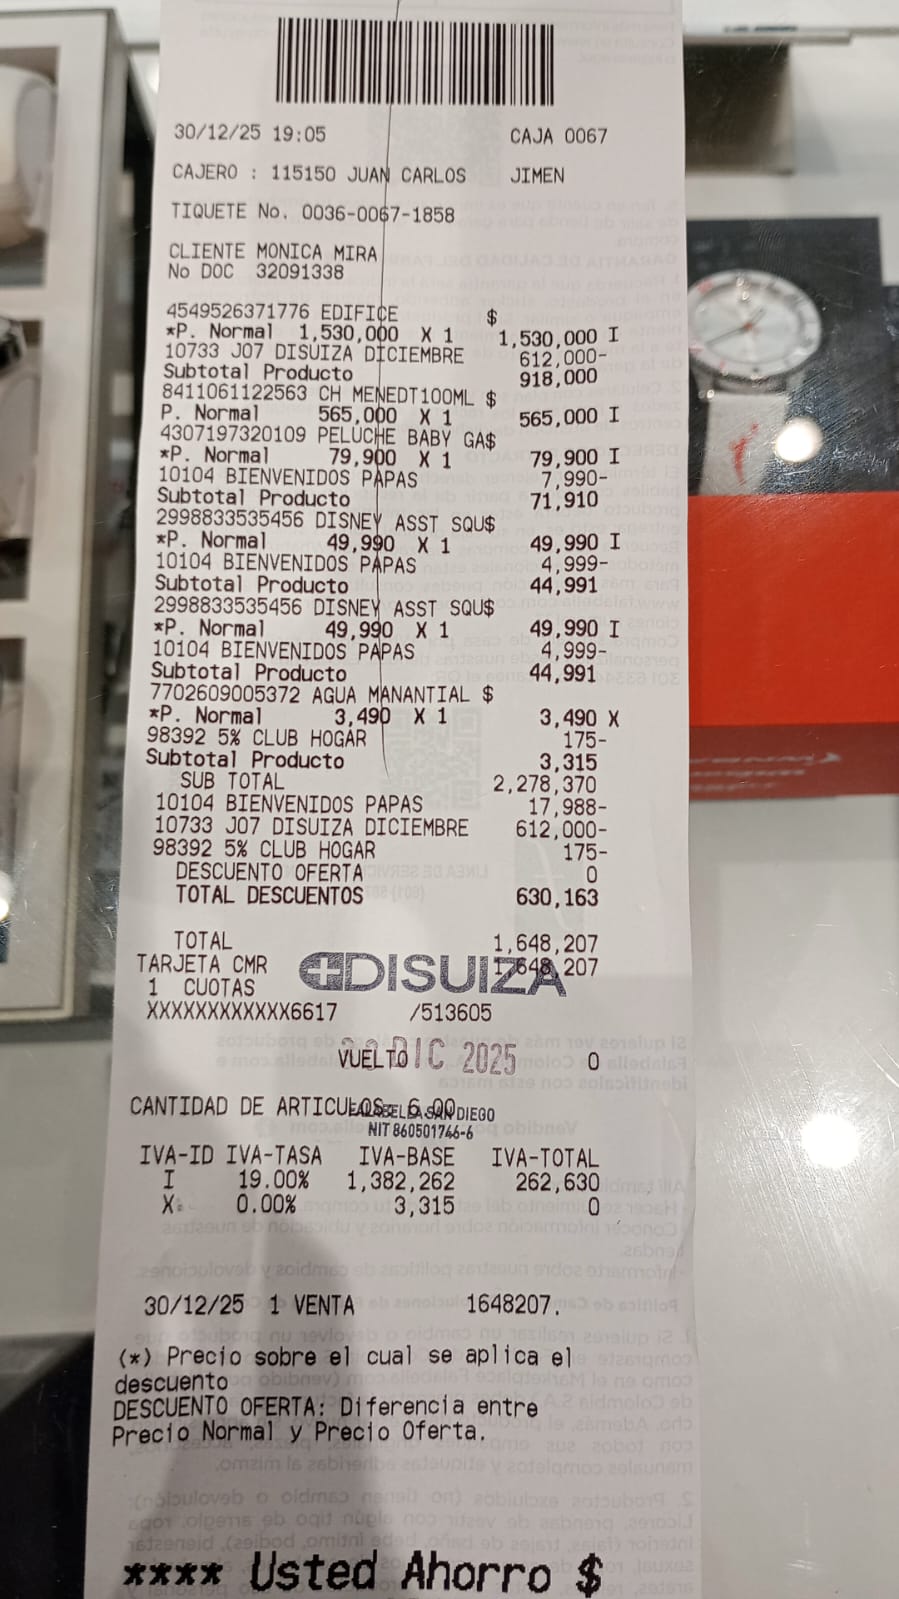 30/12/25 19:05 CAJA 0067
CAJERO : 115150 JUAN CARLOS JIMEN
TIQUETE No. 0036-0067-1858
CLIENTE MONICA MIRA
No DOC 32091338
4549526371776 EDIFICE $
*P. Normal 1,530,000 X 1 1,530,000 I
10733 J07 DISUIZA DICIEMBRE 612,000-
Subtotal Producto 918,000
8411061122563 CH MENEDT100ML $
P. Normal 565,000 X 1 565,000 I
4307197320109 PELUCHE BABY GA$
*P. Normal 79,900 X 1 79,900 I
10104 BIENVENIDOS PAPAS 7,990-
Subtotal Producto 71,910
2998833535456 DISNEY ASST SQU$
*P. Normal 49,990 X 1 49,990 I
10104 BIENVENIDOS PAPAS 4,999-
Subtotal Producto 44,991
2998833535456 DISNEY ASST SQU$
*P. Normal 49,990 X 1 49,990 I
10104 BIENVENIDOS PAPAS 4,999-
Subtotal Producto 44,991
7702609005372 AGUA MANANTIAL $
*P. Normal 3,490 X 1 3,490 X
98392 5% CLUB HOGAR 175-
Subtotal Producto 3,315
SUB TOTAL 2,278,370
10104 BIENVENIDOS PAPAS 17,988-
10733 J07 DISUIZA DICIEMBRE 612,000-
98392 5% CLUB HOGAR 175-
DESCUENTO OFERTA 0
TOTAL DESCUENTOS 630,163
TOTAL 1,648,207
TARJETA CMR 1,648,207
DISUIZA
1 CUOTAS
XXXXXXXXXXXX6617 /513605
VUELTO 0
DIC 2025
CANTIDAD DE ARTICULOS: 6.00
FALABELLA SAN DIEGO
NIT 860501746-6
IVA-ID IVA-TASA IVA-BASE IVA-TOTAL
I 19.00% 1,382,262 262,630
X 0.00% 3,315 0
30/12/25 1 VENTA 1648207.
(*) Precio sobre el cual se aplica el
descuento
DESCUENTO OFERTA: Diferencia entre
Precio Normal y Precio Oferta.
**** Usted Ahorro $